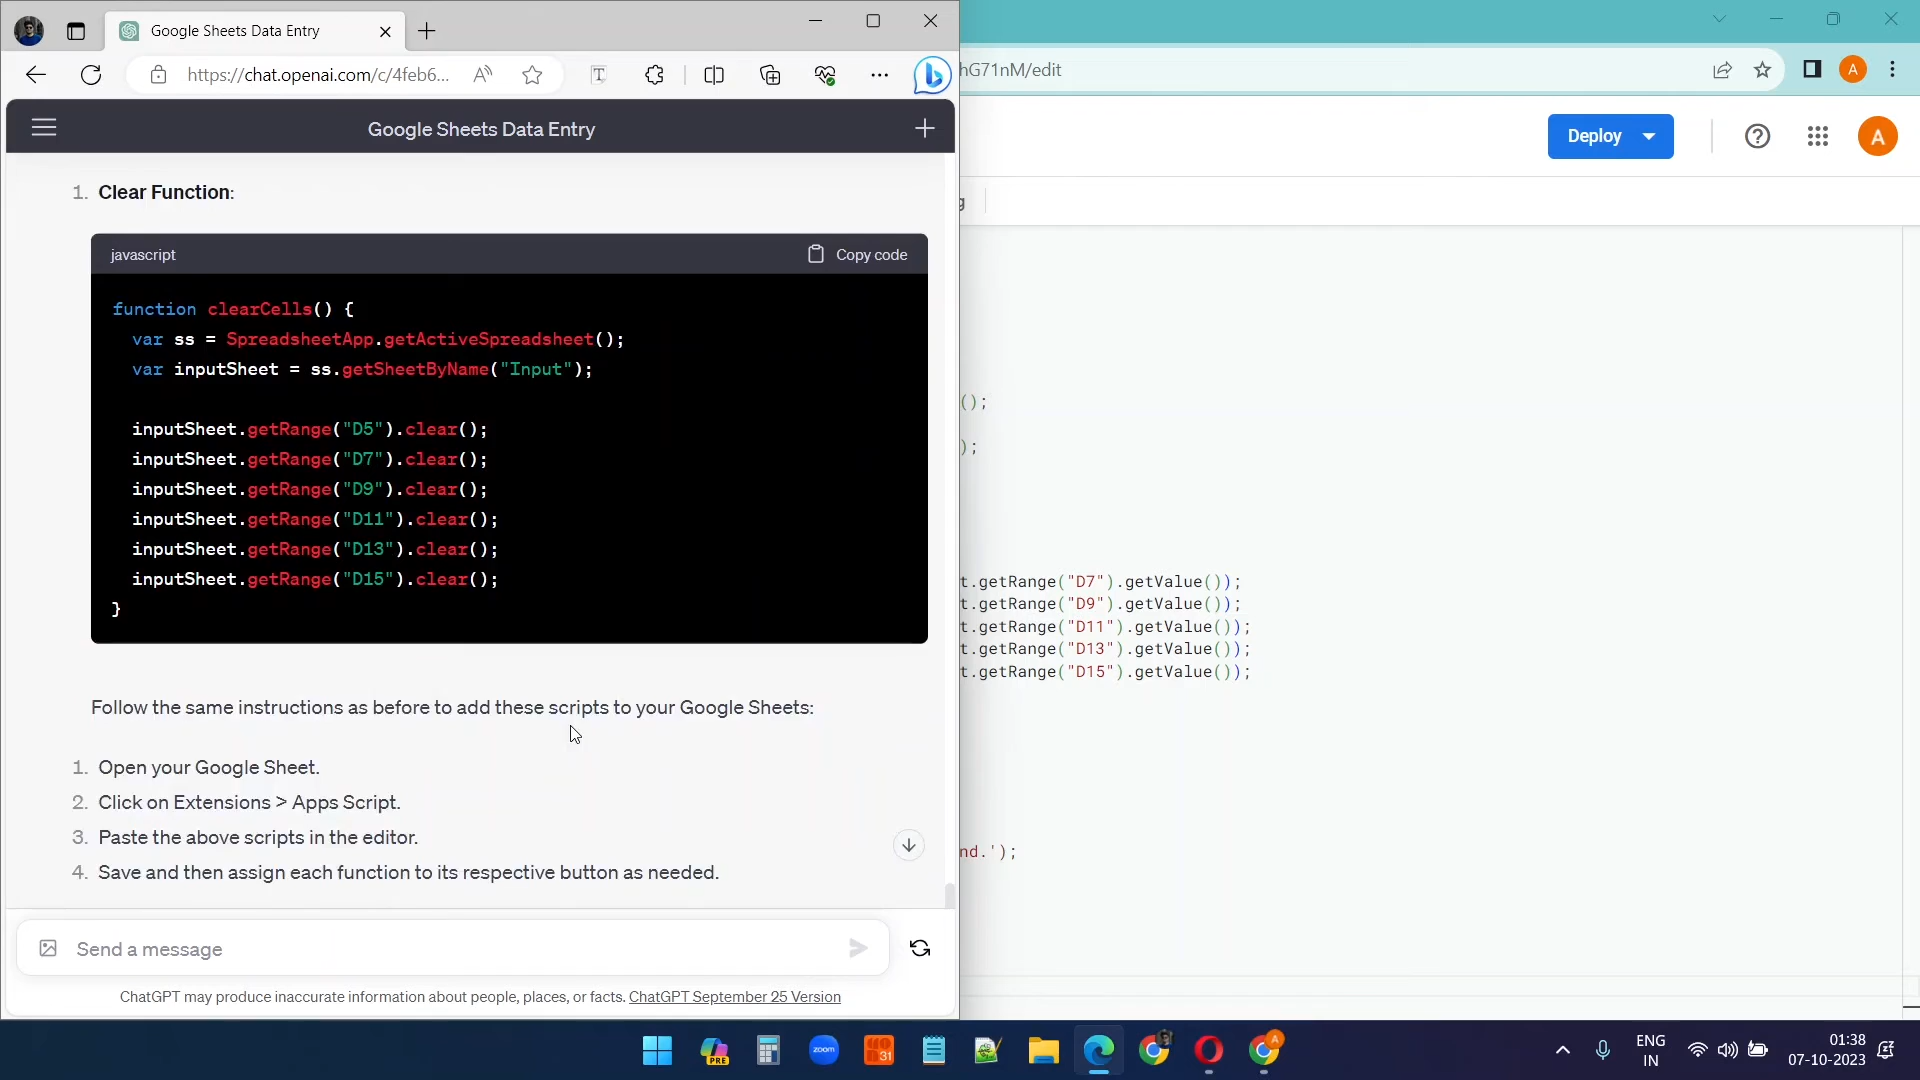 Google Sheets Data Entry
https://chat.openai.com/c/4feb6...
hG71nM/edit
A
Google Sheets Data Entry
Deploy
A
1. Clear Function:
javascript
Copy code
function clearCells() {
var ss = SpreadsheetApp.getActiveSpreadsheet();
var inputSheet = ss.getSheetByName("Input");
inputSheet.getRange("D5").clear();
inputSheet.getRange("D7").clear();
inputSheet.getRange("D9").clear();
inputSheet.getRange("D11").clear();
inputSheet.getRange("D13").clear();
inputSheet.getRange("D15").clear();
}
Follow the same instructions as before to add these scripts to your Google Sheets:
1. Open your Google Sheet.
2. Click on Extensions > Apps Script.
3. Paste the above scripts in the editor.
4. Save and then assign each function to its respective button as needed.
Send a message
ChatGPT may produce inaccurate information about people, places, or facts. ChatGPT September 25 Version
();
);
t.getRange("D7").getValue());
t.getRange("D9").getValue());
t.getRange("D11").getValue());
t.getRange("D13").getValue());
t.getRange("D15").getValue());
nd.');
PRE
zoom
31
A
ENG
IN
01:38
07-10-2023